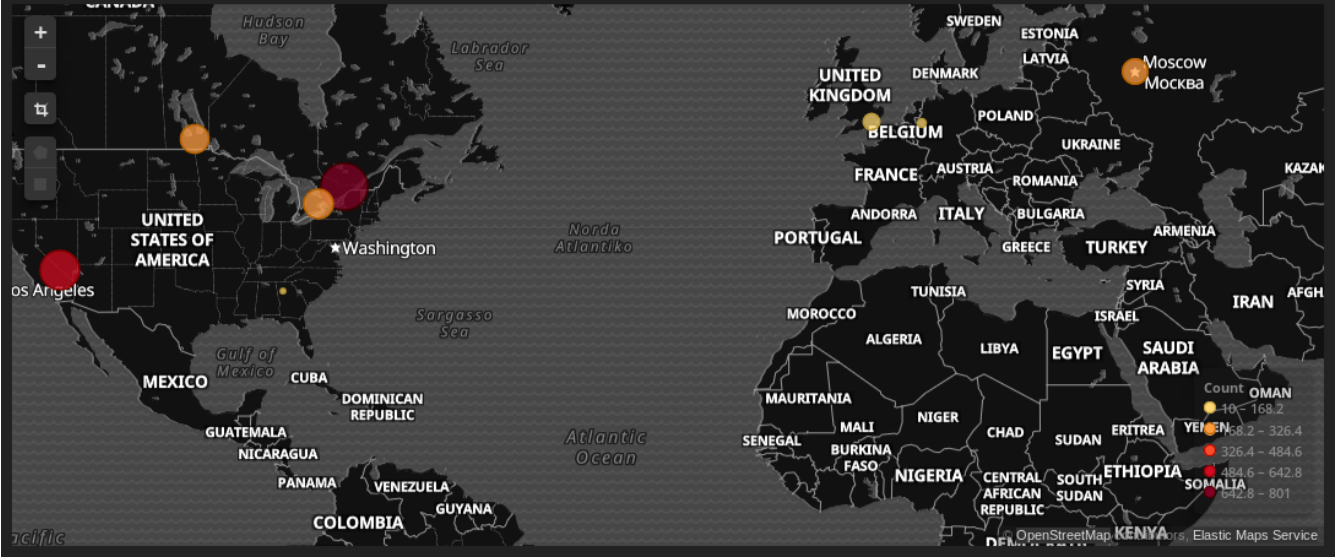 CANADA
Hudson
Bay
Labrador
Sea
SWEDEN
ESTONIA
LATVIA
Moscow
Москва
DENMARK
UNITED
KINGDOM
POLAND
BELGIUM
UKRAINE
FRANCE
AUSTRIA
ROMANIA
KAZAK
UNITED
STATES OF
AMERICA
Washington
Norda
Atlantiko
ANDORRA
ITALY
BULGARIA
PORTUGAL
GREECE
TURKEY
ARMENIA
os Angeles
SYRIA
TUNISIA
IRAN
AFGH
MOROCCO
ISRAEL
Sargasso
Sea
ALGERIA
LIBYA
EGYPT
SAUDI
ARABIA
Gulf of
Mexico
MEXICO
CUBA
DOMINICAN
REPUBLIC
MAURITANIA
NIGER
MALI
CHAD
SUDAN
ERITREA
YEMEN
OMAN
GUATEMALA
NICARAGUA
Atlantic
Ocean
SENEGAL
BURKINA
FASO
NIGERIA
CENTRAL
AFRICAN
REPUBLIC
SOUTH
SUDAN
ETHIOPIA
SOMALIA
PANAMA
VENEZUELA
GUYANA
COLOMBIA
acific
KENYA
Count
10 – 168.2
168.2 – 326.4
326.4 – 484.6
484.6 – 642.8
642.8 – 801
OpenStreetMap contributors, Elastic Maps Service